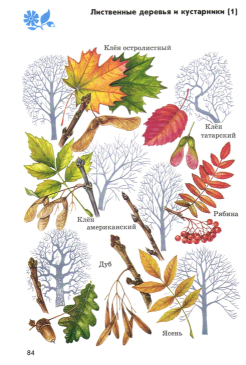 Лиственные деревья и кустарники [1]
Клён остролистный
Клён
татарский
Клён
американский
Рябина
Дуб
Ясень
84